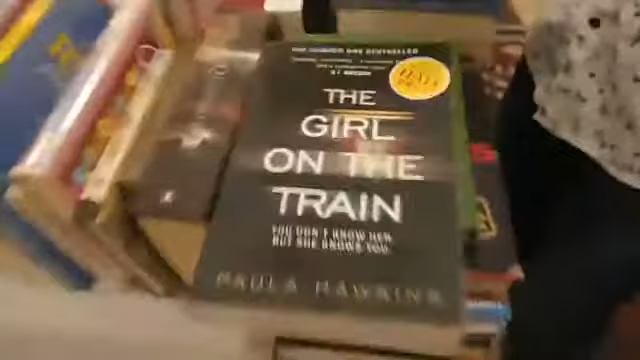 THE NUMBER ONE BESTSELLER
THE
GIRL
ON THE
TRAIN
YOU DON'T KNOW HER.
BUT SHE KNOWS YOU.
PAULA HAWKINS